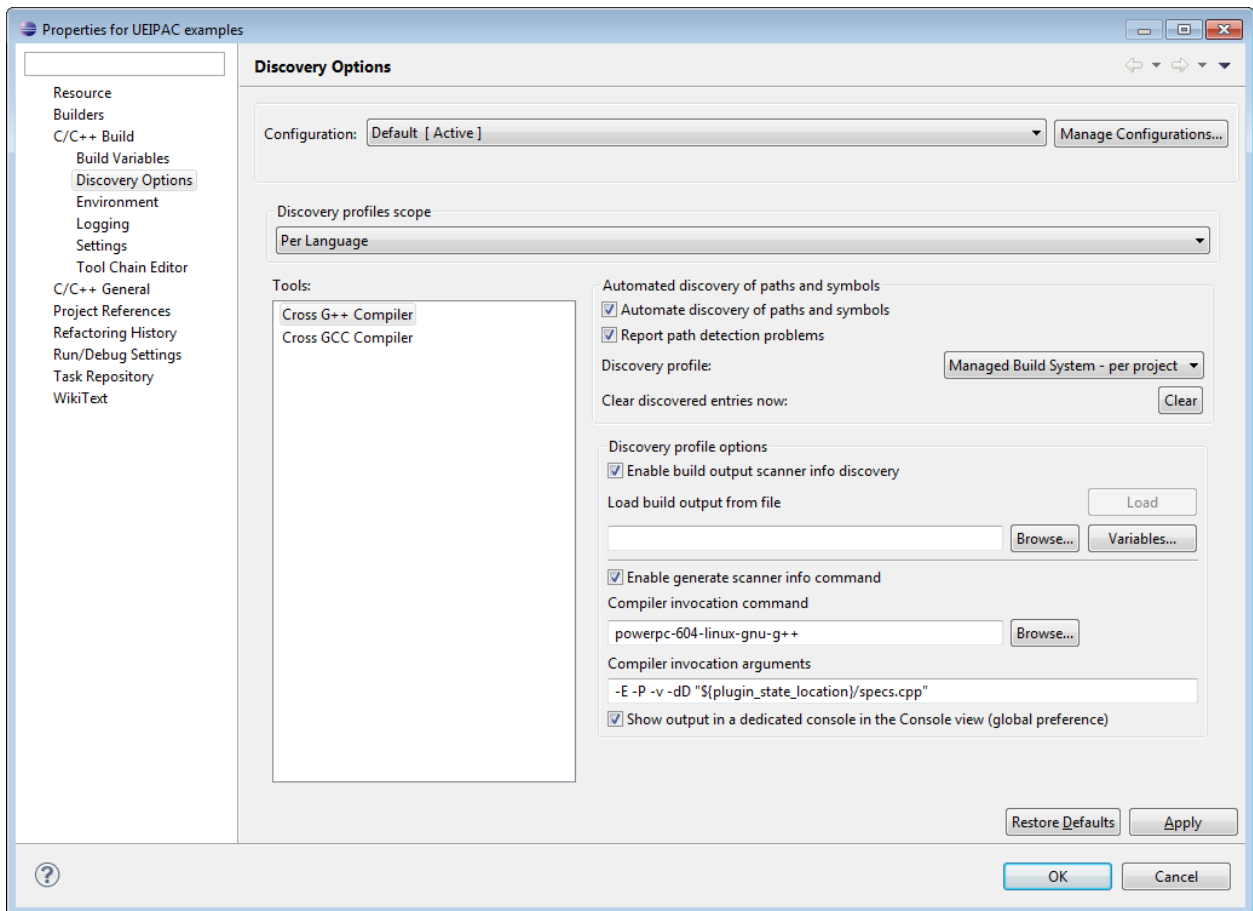 Properties for UEIPAC examples
Discovery Options
Resource
Builders
C/C++ Build
Build Variables
Discovery Options
Environment
Logging
Settings
Tool Chain Editor
C/C++ General
Project References
Refactoring History
Run/Debug Settings
Task Repository
WikiText
Configuration: Default [ Active ] Manage Configurations...
Discovery profiles scope
Per Language
Tools:
Cross G++ Compiler
Cross GCC Compiler
Automated discovery of paths and symbols
Automate discovery of paths and symbols
Report path detection problems
Discovery profile: Managed Build System - per project
Clear discovered entries now: Clear
Discovery profile options
Enable build output scanner info discovery
Load build output from file Load
Browse... Variables...
Enable generate scanner info command
Compiler invocation command
powerpc-604-linux-gnu-g++ Browse...
Compiler invocation arguments
-E -P -v -dD "${plugin_state_location}/specs.cpp"
Show output in a dedicated console in the Console view (global preference)
Restore Defaults Apply
? OK Cancel